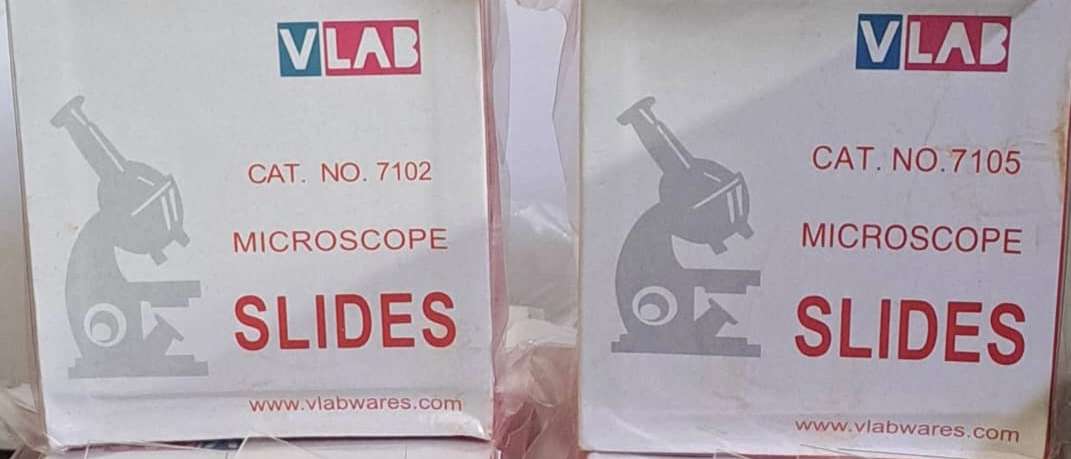 VLAB
CAT. NO. 7102
MICROSCOPE
SLIDES
www.vlabwares.com
VLAB
CAT. NO. 7105
MICROSCOPE
SLIDES
www.vlabwares.com